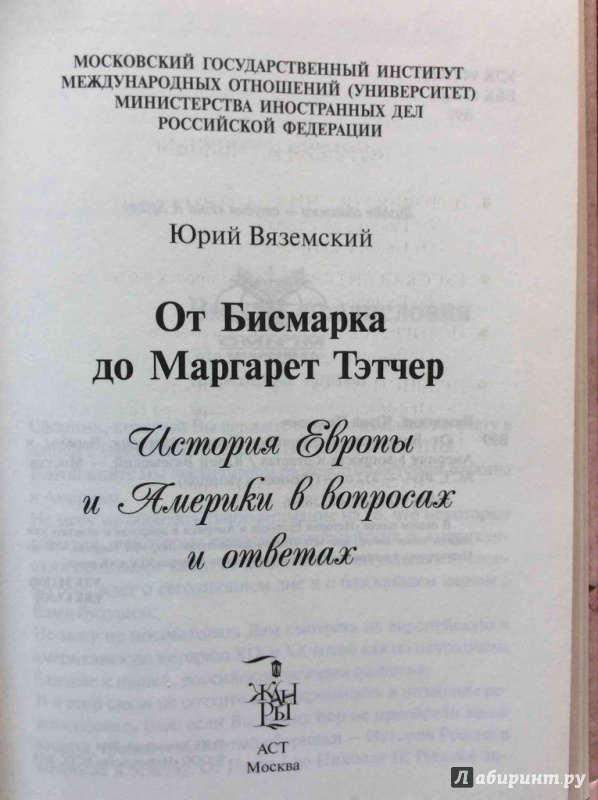 МОСКОВСКИЙ ГОСУДАРСТВЕННЫЙ ИНСТИТУТ
МЕЖДУНАРОДНЫХ ОТНОШЕНИЙ (УНИВЕРСИТЕТ)
МИНИСТЕРСТВА ИНОСТРАННЫХ ДЕЛ
РОССИЙСКОЙ ФЕДЕРАЦИИ
Юрий Вяземский
От Бисмарка
до Маргарет Тэтчер
История Европы
и Америки в вопросах
и ответах
ЖАН
РЫ
АСТ
Москва
Лабиринт.ру